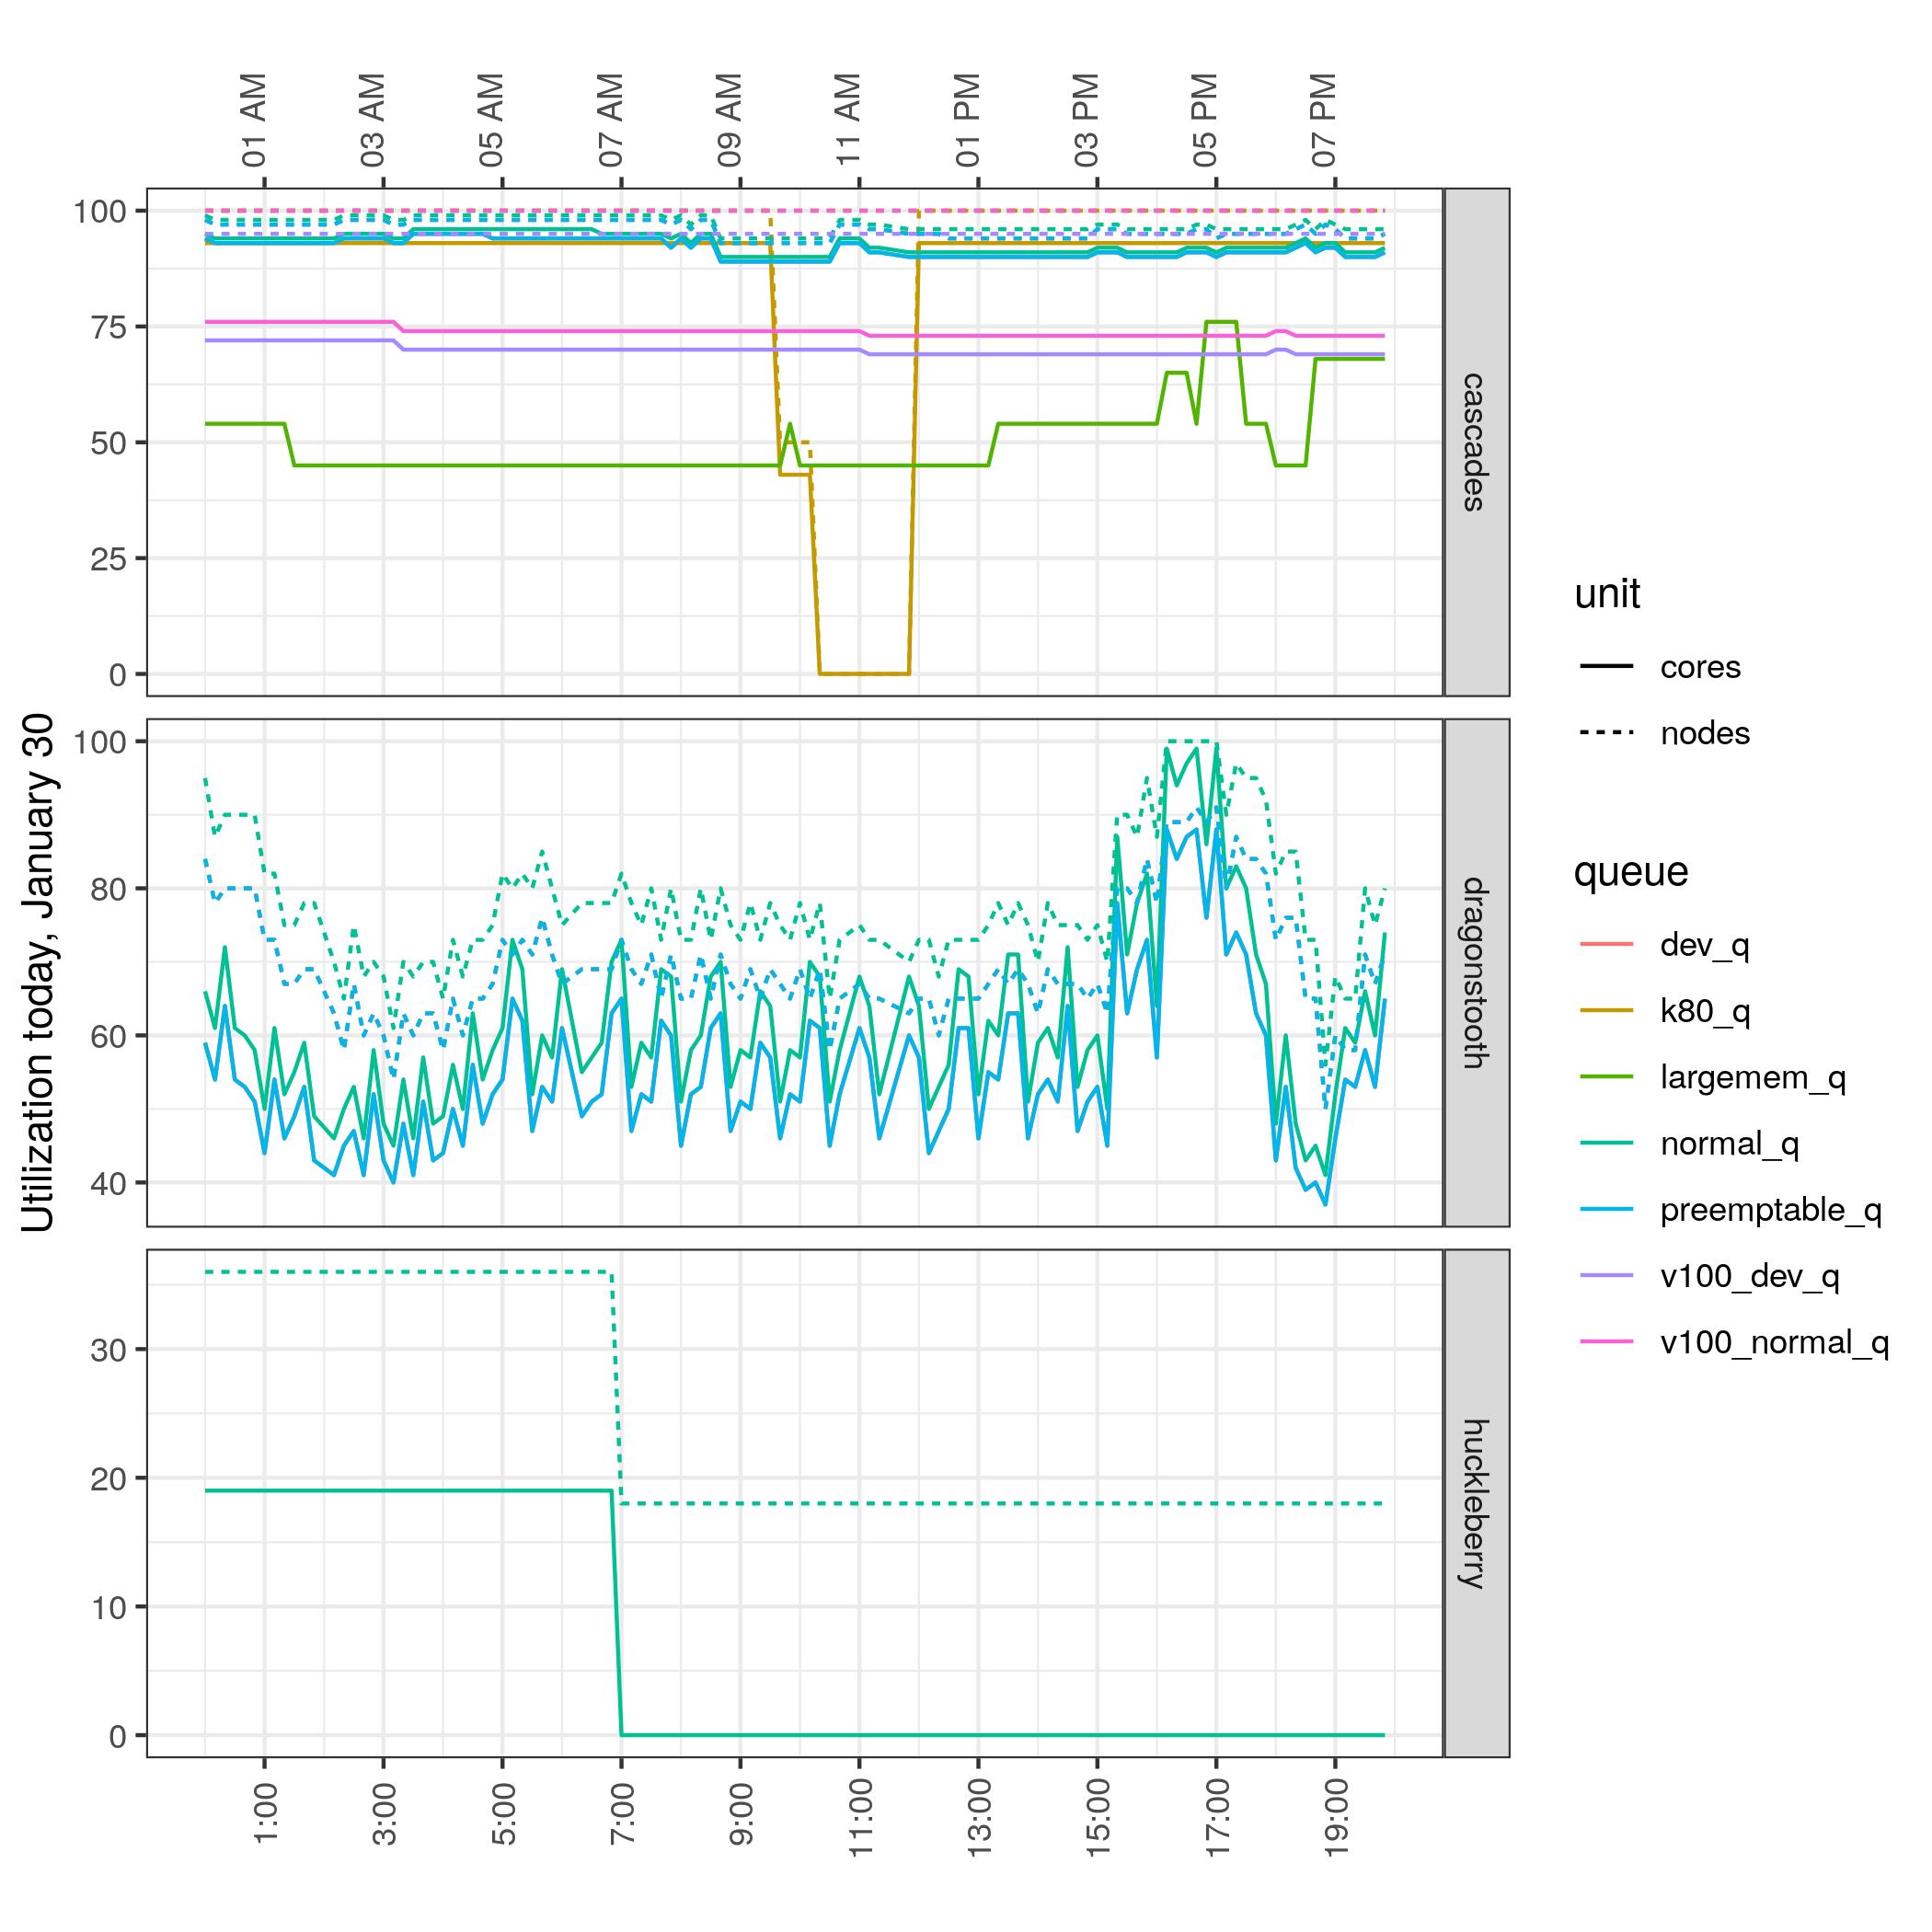 01 AM
03 AM
05 AM
07 AM
09 AM
11 AM
01 PM
03 PM
05 PM
07 PM
100
75
50
25
0
cascades
Utilization today, January 30
100
80
60
40
dragonstooth
30
20
10
0
huckleberry
1:00
3:00
5:00
7:00
9:00
11:00
13:00
15:00
17:00
19:00
unit
cores
nodes
queue
dev_q
k80_q
largemem_q
normal_q
preemptable_q
v100_dev_q
v100_normal_q